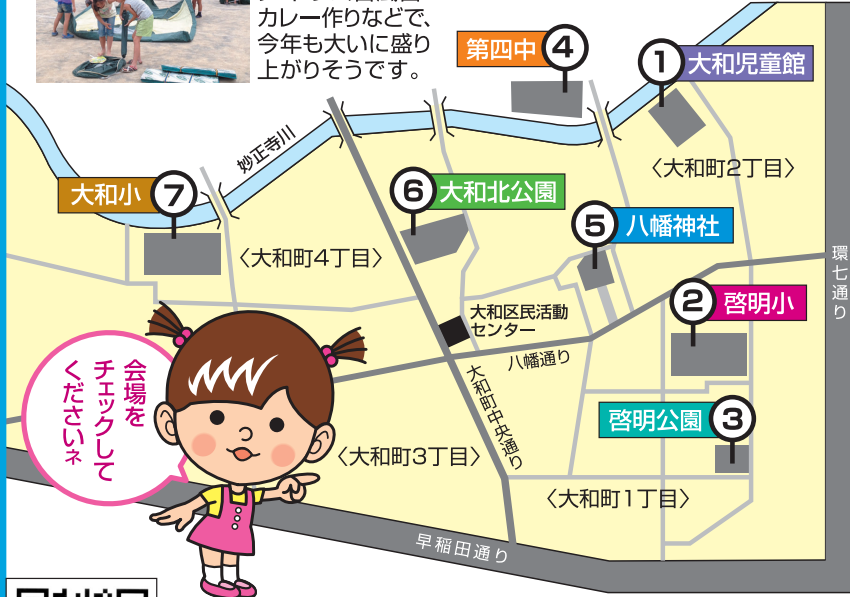 カレー作りなどで、
今年も大いに盛り
上がりそうです。
第四中 ④
① 大和児童館
妙正寺川
〈大和町2丁目〉
大和小 ⑦
⑥ 大和北公園
⑤ 八幡神社
〈大和町4丁目〉
環七通り
② 啓明小
大和区民活動
センター
八幡通り
大和町中央通り
会場を
チェックして
くださいネ
啓明公園 ③
〈大和町3丁目〉
〈大和町1丁目〉
早稲田通り